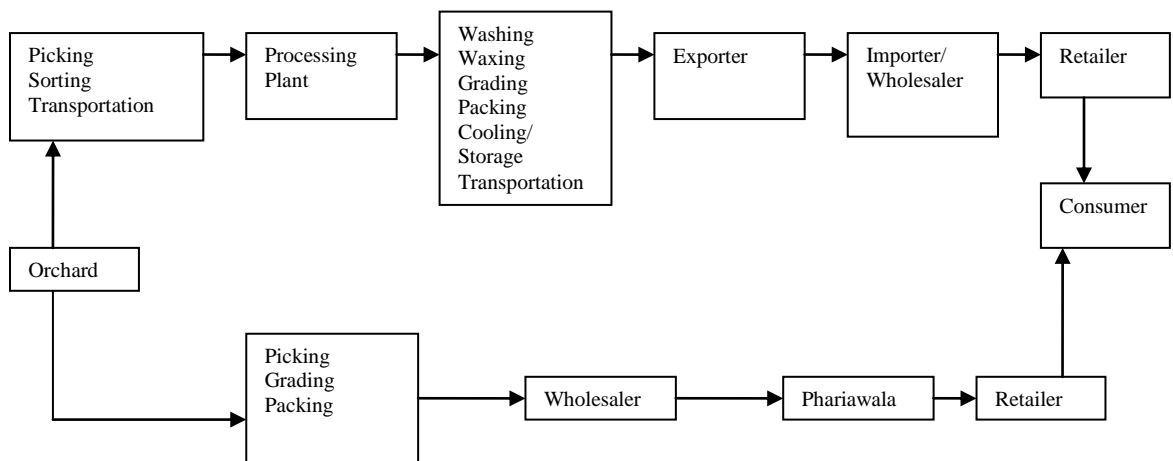 Picking
Sorting
Transportation
Processing
Plant
Washing
Waxing
Grading
Packing
Cooling/
Storage
Transportation
Exporter
Importer/
Wholesaler
Retailer
Consumer
Orchard
Picking
Grading
Packing
Wholesaler
Phariawala
Retailer